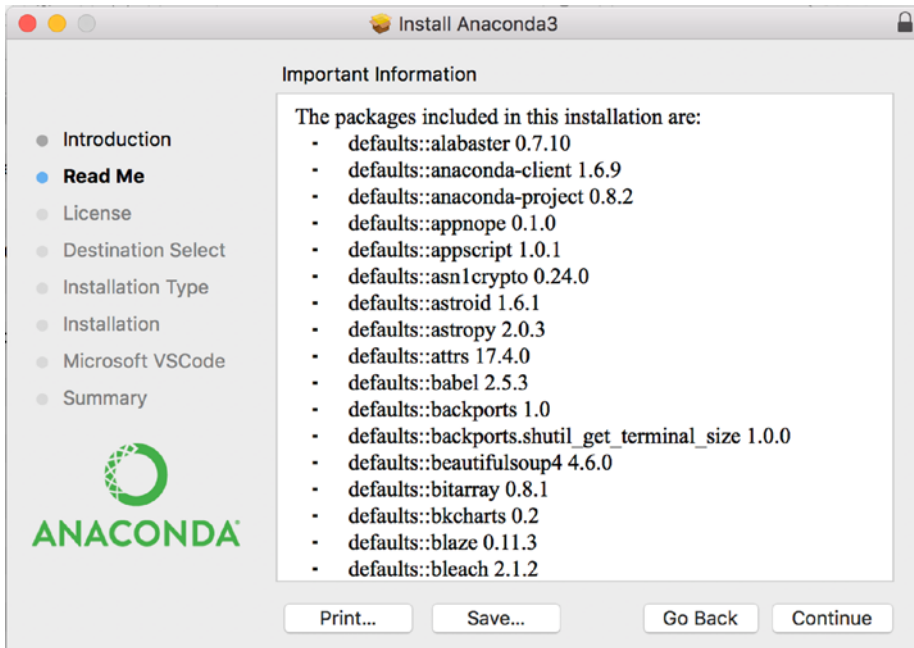 Install Anaconda3
Important Information
Introduction
Read Me
License
Destination Select
Installation Type
Installation
Microsoft VSCode
Summary
ANACONDA
The packages included in this installation are:
- defaults::alabaster 0.7.10
- defaults::anaconda-client 1.6.9
- defaults::anaconda-project 0.8.2
- defaults::appnope 0.1.0
- defaults::appscript 1.0.1
- defaults::asn1crypto 0.24.0
- defaults::astroid 1.6.1
- defaults::astropy 2.0.3
- defaults::attrs 17.4.0
- defaults::babel 2.5.3
- defaults::backports 1.0
- defaults::backports.shutil_get_terminal_size 1.0.0
- defaults::beautifulsoup4 4.6.0
- defaults::bitarray 0.8.1
- defaults::bkcharts 0.2
- defaults::blaze 0.11.3
- defaults::bleach 2.1.2
Print...
Save...
Go Back
Continue